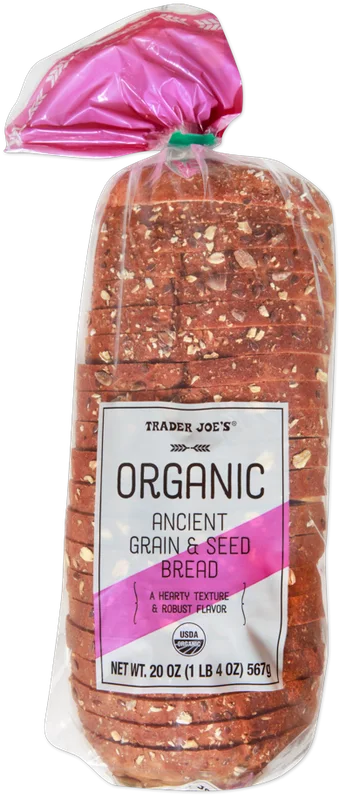 TRADER JOE'S®
ORGANIC
ANCIENT
GRAIN & SEED
BREAD
A HEARTY TEXTURE
& ROBUST FLAVOR
USDA
ORGANIC
NET WT. 20 OZ (1 LB 4 OZ) 567g